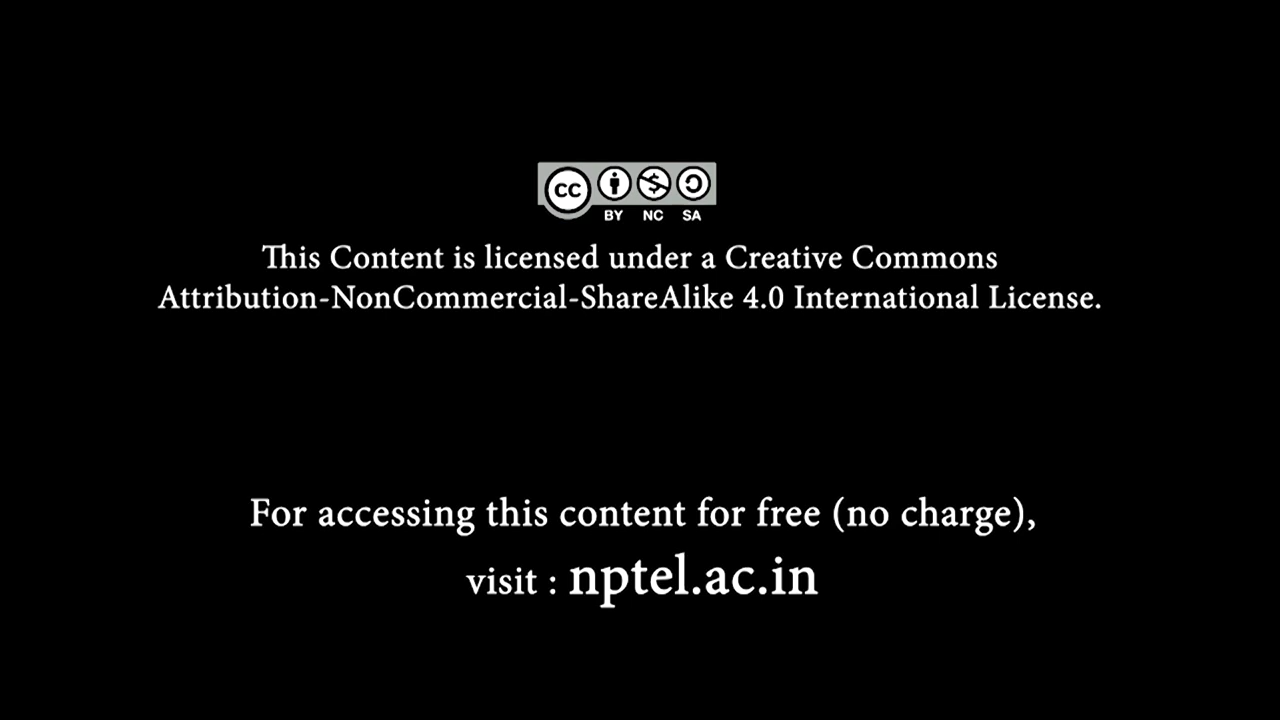 CC
BY NC SA
This Content is licensed under a Creative Commons
Attribution-NonCommercial-ShareAlike 4.0 International License.
For accessing this content for free (no charge),
visit : nptel.ac.in